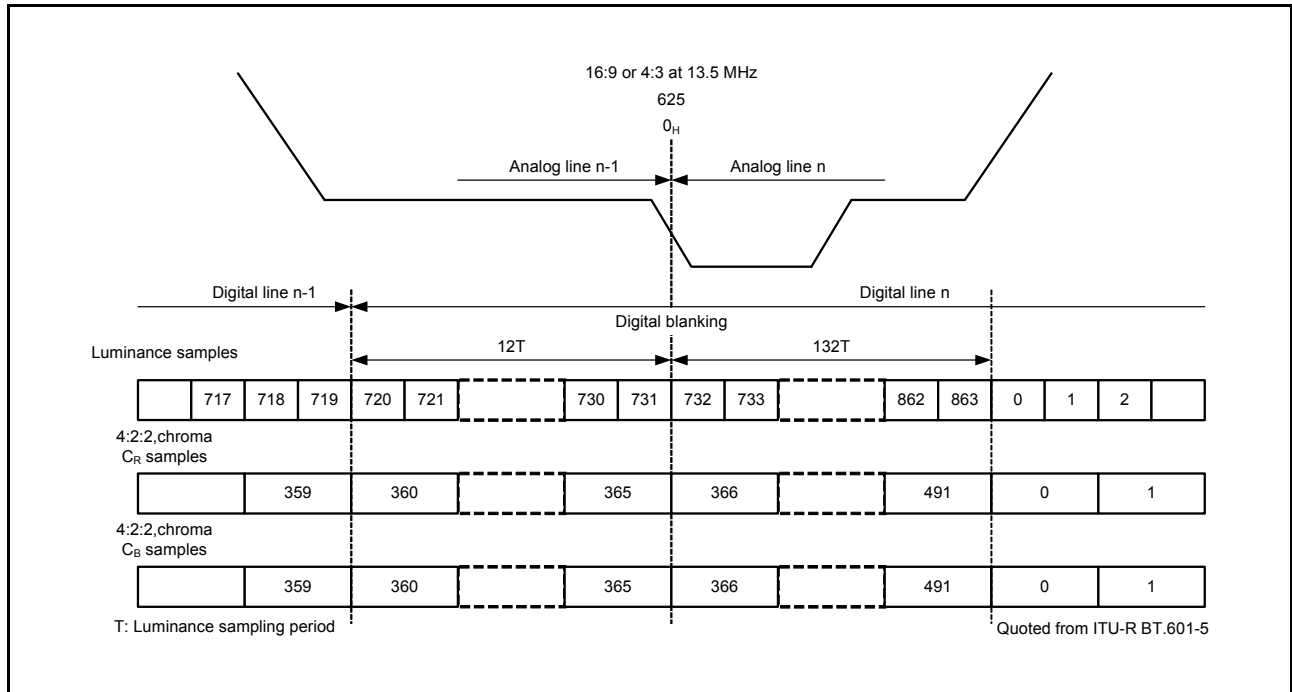 16:9 or 4:3 at 13.5 MHz
625
0H
Analog line n-1 Analog line n
Digital line n-1 Digital line n
Digital blanking
12T 132T
Luminance samples
717 718 719 720 721 730 731 732 733 862 863 0 1 2
4:2:2,chroma
CR samples
359 360 365 366 491 0 1
4:2:2,chroma
CB samples
359 360 365 366 491 0 1
T: Luminance sampling period Quoted from ITU-R BT.601-5